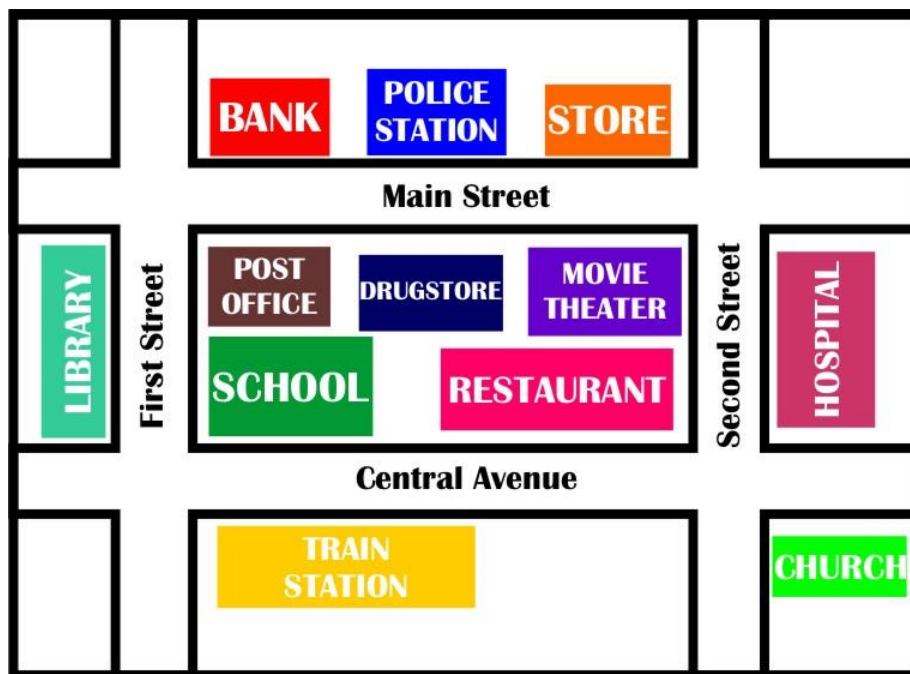 BANK
POLICE
STATION
STORE
Main Street
LIBRARY
First Street
POST
OFFICE
DRUGSTORE
MOVIE
THEATER
SCHOOL
RESTAURANT
Second Street
HOSPITAL
Central Avenue
TRAIN
STATION
CHURCH